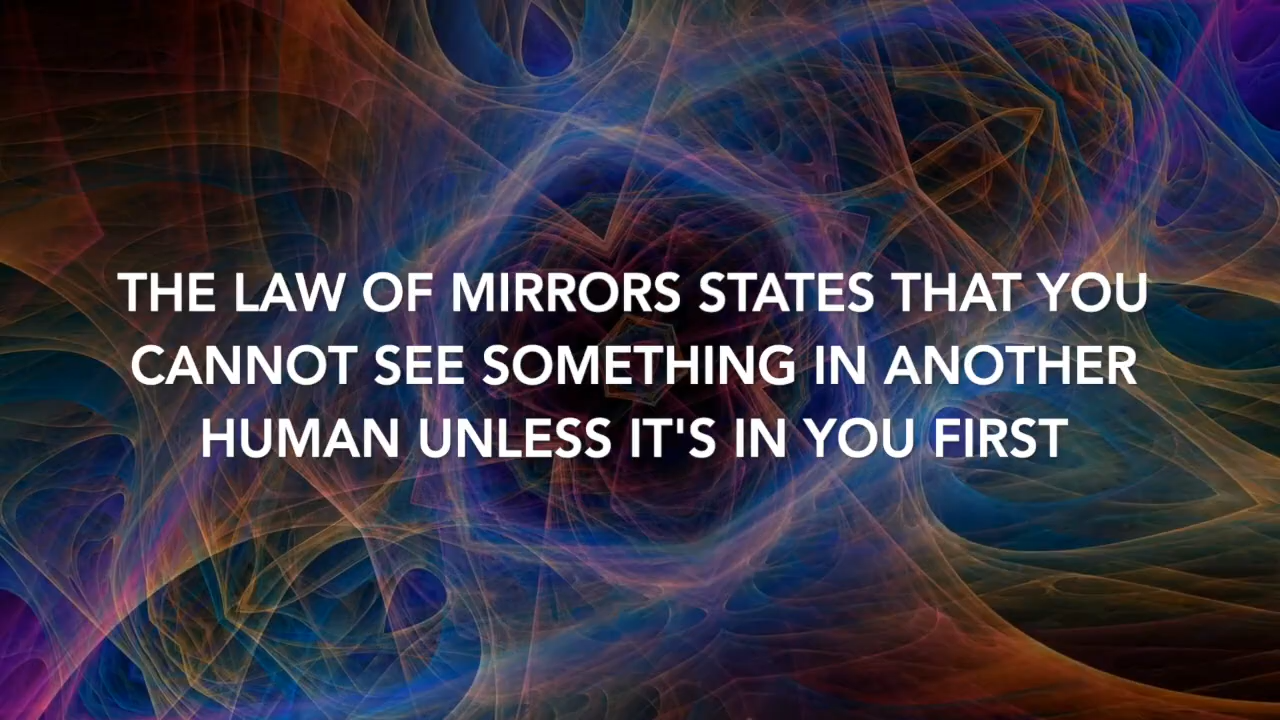 THE LAW OF MIRRORS STATES THAT YOU
CANNOT SEE SOMETHING IN ANOTHER
HUMAN UNLESS IT'S IN YOU FIRST